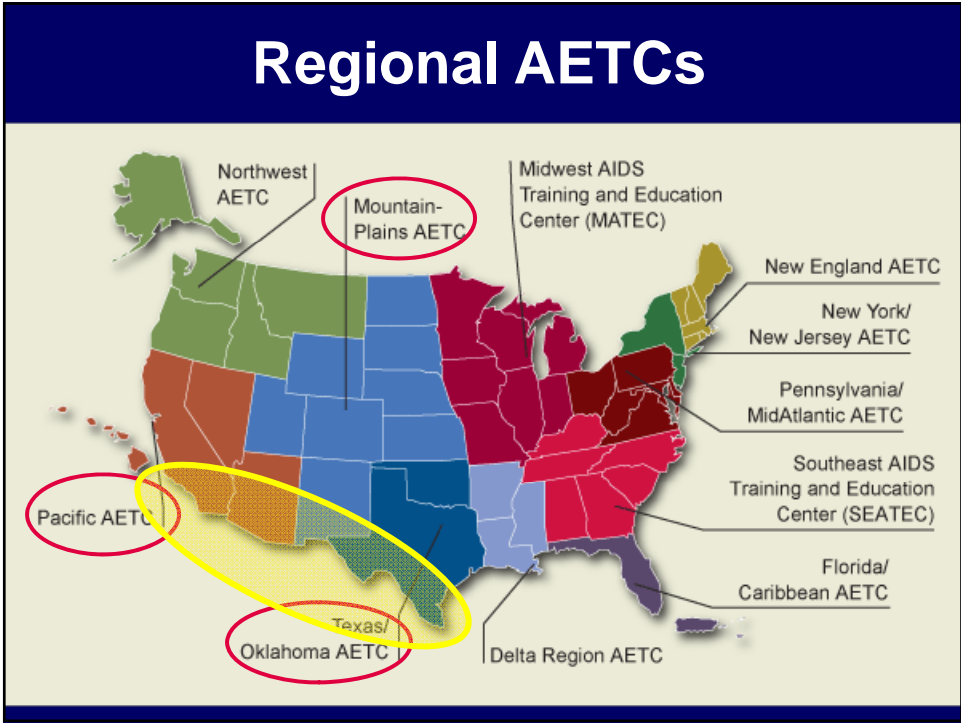 Regional AETCs
Northwest
AETC
Mountain-
Plains AETC
Midwest AIDS
Training and Education
Center (MATEC)
New England AETC
New York/
New Jersey AETC
Pennsylvania/
MidAtlantic AETC
Southeast AIDS
Training and Education
Center (SEATEC)
Florida/
Caribbean AETC
Pacific AETC
Texas/
Oklahoma AETC
Delta Region AETC